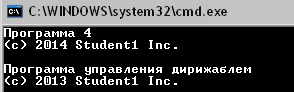 C:\WINDOWS\system32\cmd.exe
Программа 4
(c) 2014 Student1 Inc.
Программа управления дирижаблем
(c) 2013 Student1 Inc.